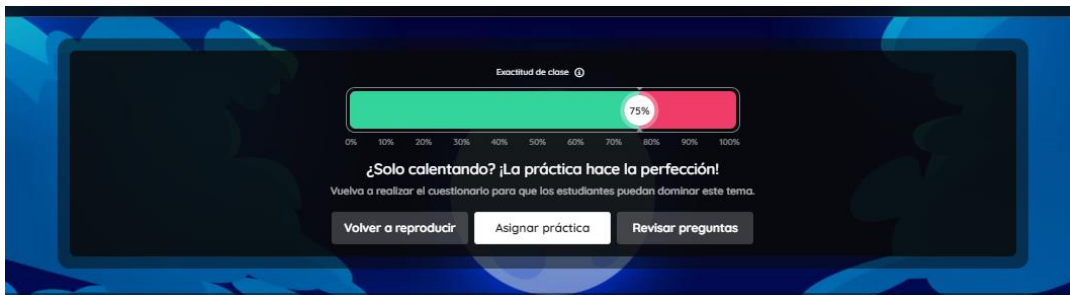 Exactitud de clase
75%
0% 10% 20% 30% 40% 50% 60% 70% 80% 90% 100%
¿Solo calentando? ¡La práctica hace la perfección!
Vuelva a realizar el cuestionario para que los estudiantes puedan dominar este tema.
Volver a reproducir Asignar práctica Revisar preguntas